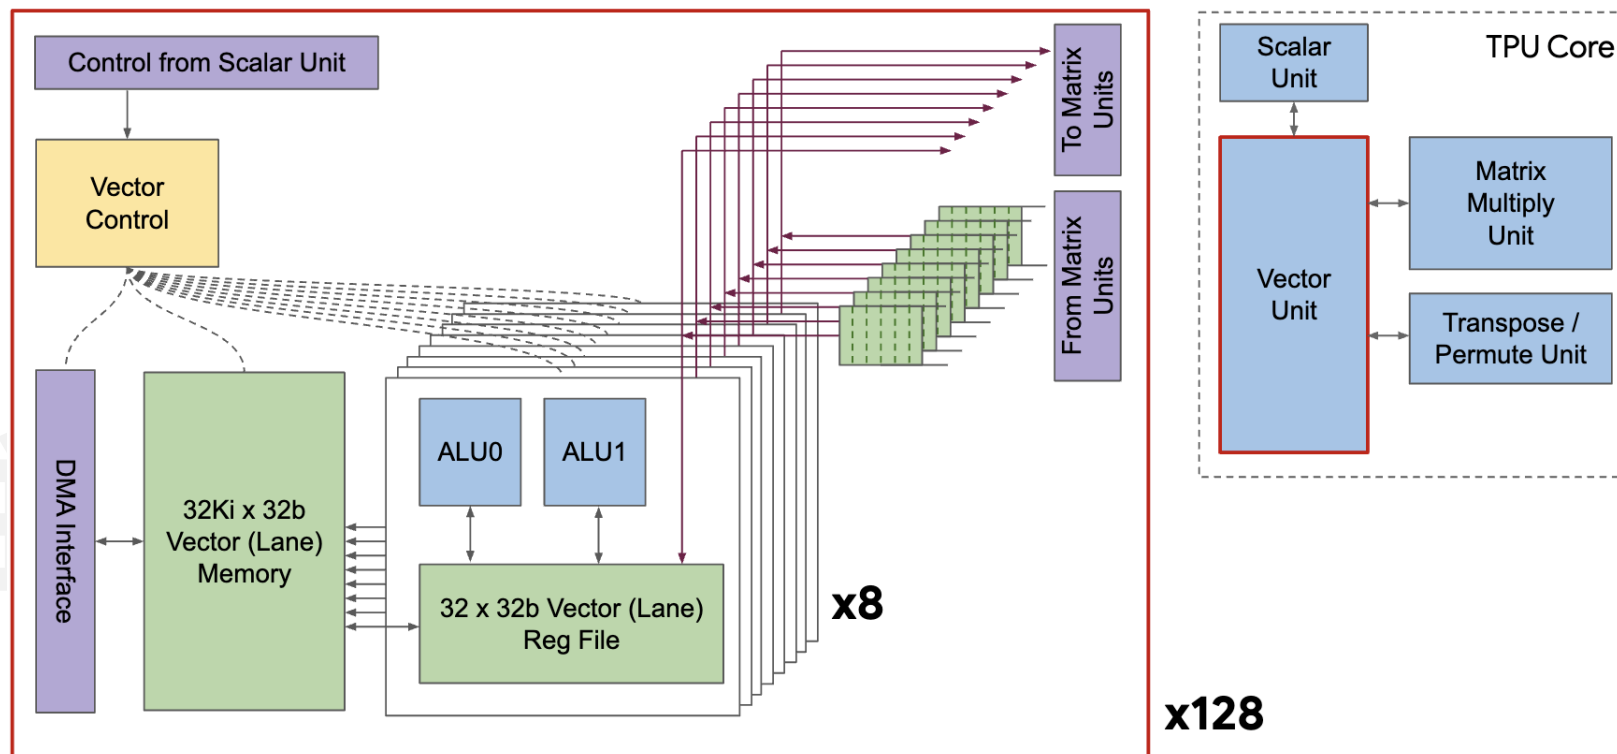 Control from Scalar Unit
Vector
Control
DMA Interface
32Ki x 32b
Vector (Lane)
Memory
ALU0
ALU1
32 x 32b Vector (Lane)
Reg File
x8
To Matrix
Units
From Matrix
Units
x128
TPU Core
Scalar
Unit
Vector
Unit
Matrix
Multiply
Unit
Transpose /
Permute Unit